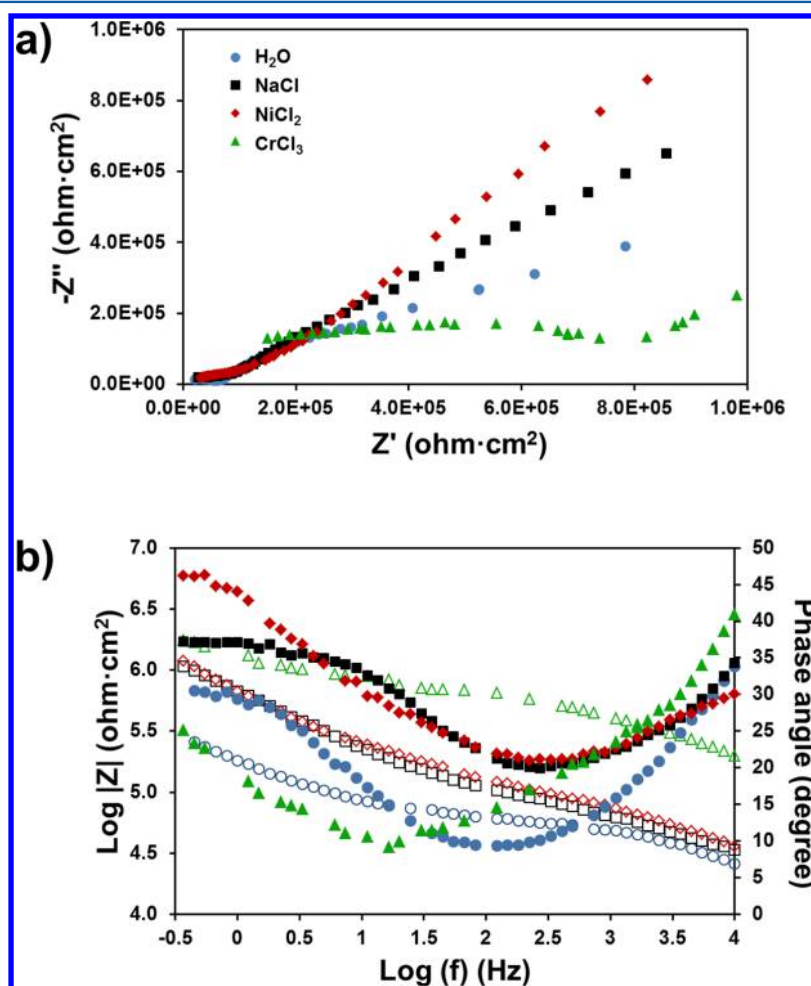 a)
1.0E+06
8.0E+05
6.0E+05
4.0E+05
2.0E+05
0.0E+00
-Z" (ohm·cm²)
H₂O
NaCl
NiCl₂
CrCl₃
0.0E+00 2.0E+05 4.0E+05 6.0E+05 8.0E+05 1.0E+06
Z' (ohm·cm²)
b)
7.0
6.5
6.0
5.5
5.0
4.5
4.0
Log |Z| (ohm·cm²)
50
45
40
35
30
25
20
15
10
5
0
Phase angle (degree)
-0.5 0 0.5 1 1.5 2 2.5 3 3.5 4
Log (f) (Hz)